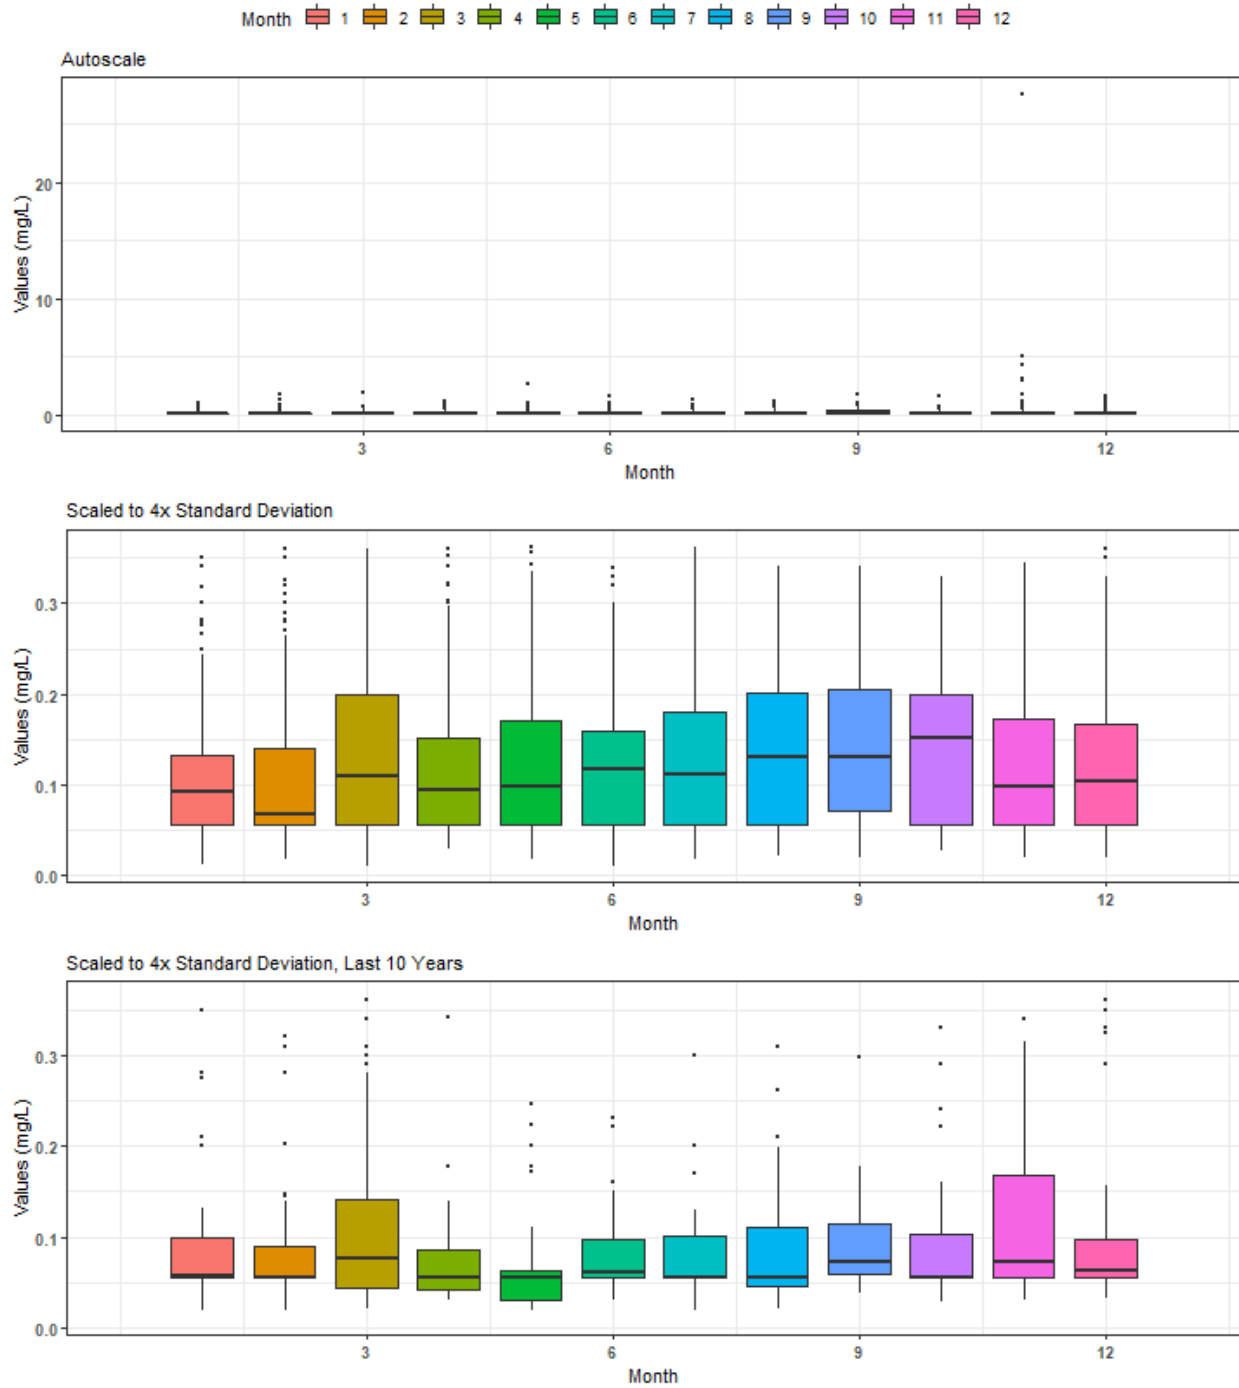 Month 1 2 3 4 5 6 7 8 9 10 11 12
Autoscale
Values (mg/L)
20
10
0
3 6 9 12
Month
Scaled to 4x Standard Deviation
Values (mg/L)
0.3
0.2
0.1
0.0
3 6 9 12
Month
Scaled to 4x Standard Deviation, Last 10 Years
Values (mg/L)
0.3
0.2
0.1
0.0
3 6 9 12
Month